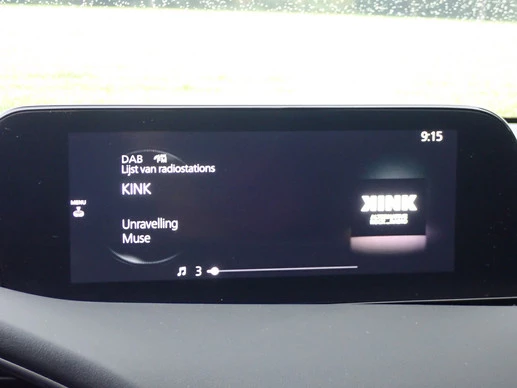 9:15
DAB
Lijst van radiostations
KINK
MENU
Unravelling
Muse
KINK
3